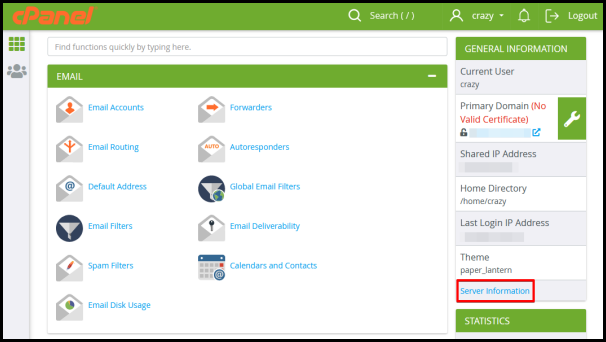 cPanel
Search ( / )
crazy
Logout
Find functions quickly by typing here.
EMAIL
Email Accounts
Forwarders
Email Routing
AUTO
Autoresponders
@
Default Address
Global Email Filters
Email Filters
Email Deliverability
Spam Filters
@
Calendars and Contacts
Email Disk Usage
GENERAL INFORMATION
Current User
crazy
Primary Domain (No
Valid Certificate)
Shared IP Address
Home Directory
/home/crazy
Last Login IP Address
Theme
paper_lantern
Server Information
STATISTICS